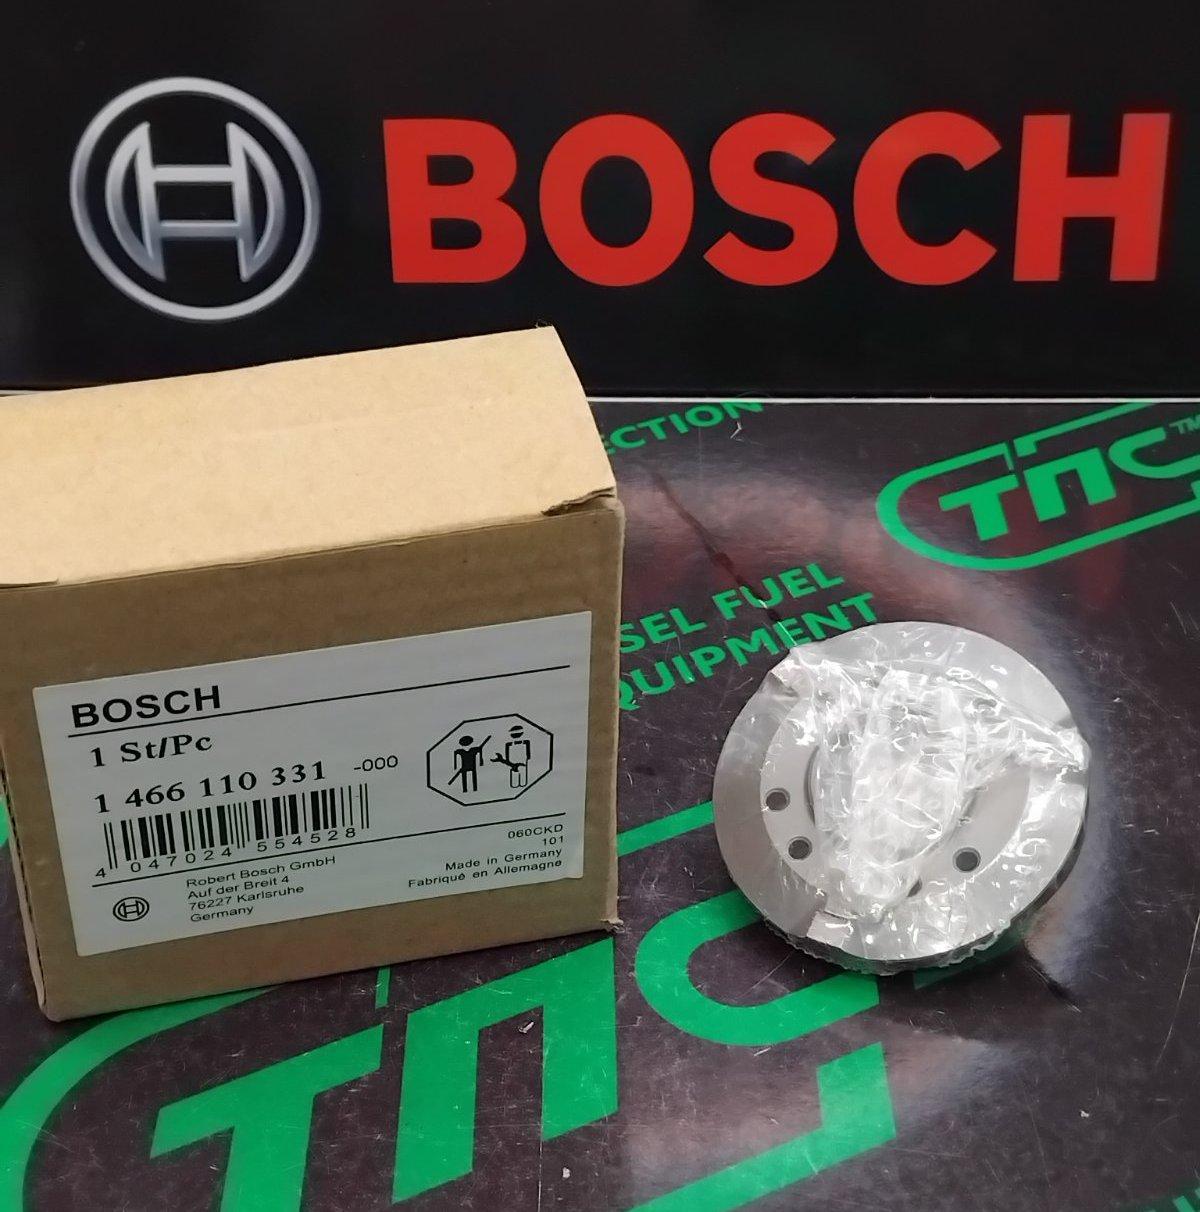 BOSCH
ECTION
TNC™
SEL FUEL
QUIPMENT
BOSCH
1 St/Pc
1 466 110 331 -000
4 047024 554528
060CKD
101
Made in Germany
Fabriqué en Allemagne
Robert Bosch GmbH
Auf der Breit 4
76227 Karlsruhe
Germany
TNC